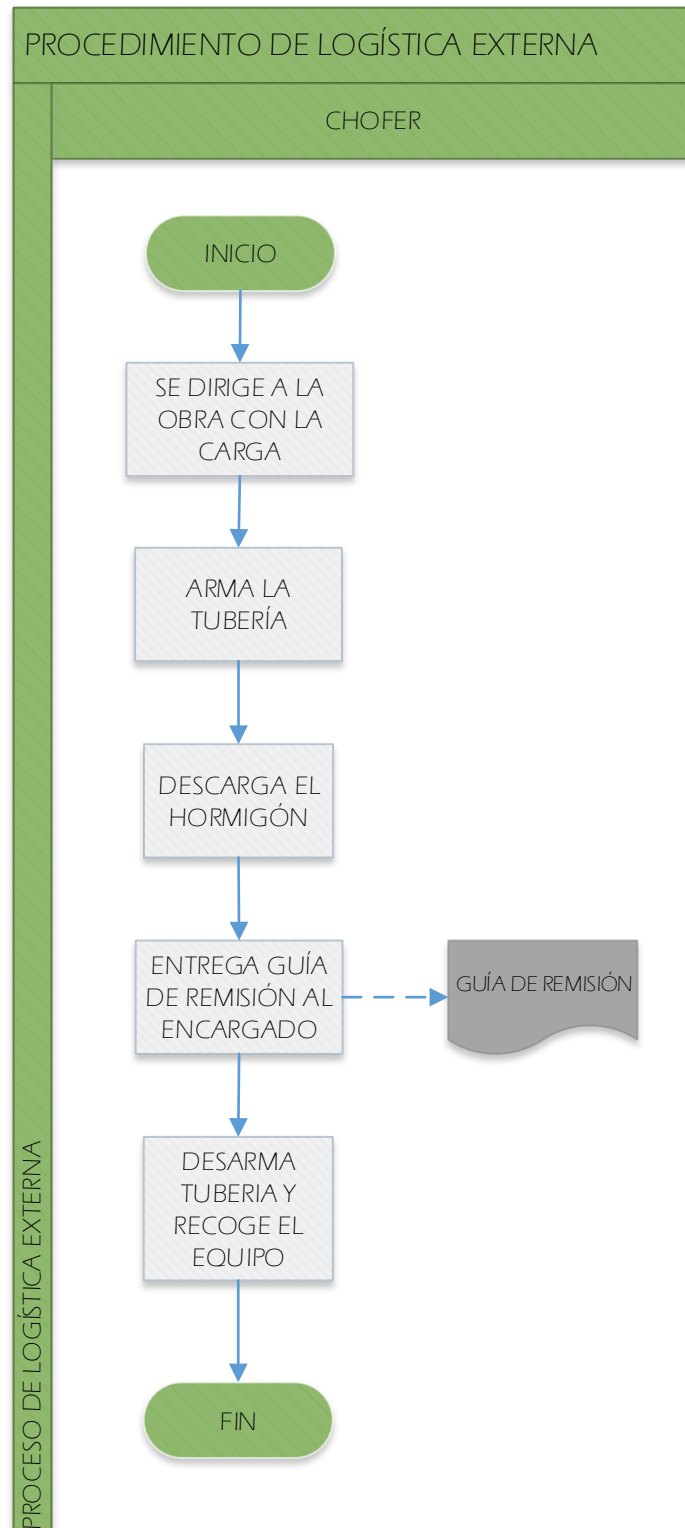 PROCEDIMIENTO DE LOGÍSTICA EXTERNA
CHOFER
INICIO
SE DIRIGE A LA
OBRA CON LA
CARGA
ARMA LA
TUBERÍA
DESCARGA EL
HORMIGÓN
ENTREGA GUÍA
DE REMISIÓN AL
ENCARGADO
GUÍA DE REMISIÓN
DESARMA
TUBERIA Y
RECOGE EL
EQUIPO
FIN
PROCESO DE LOGÍSTICA EXTERNA